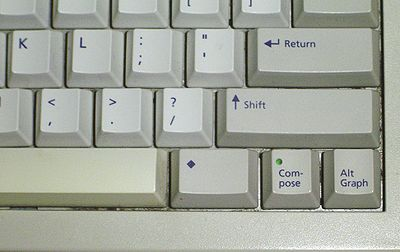 [ ]
K L : ; " ' ↵ Return
< , > . ? / ↑ Shift
◆ Com-
pose Alt
Graph